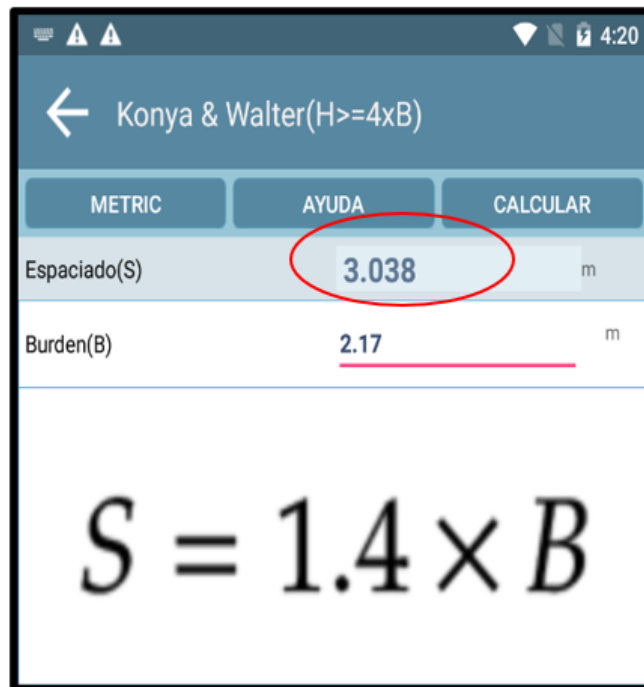 4:20
Konya & Walter(H>=4xB)
METRIC AYUDA CALCULAR
Espaciado(S) 3.038 m
Burden(B) 2.17 m
S = 1.4 × B